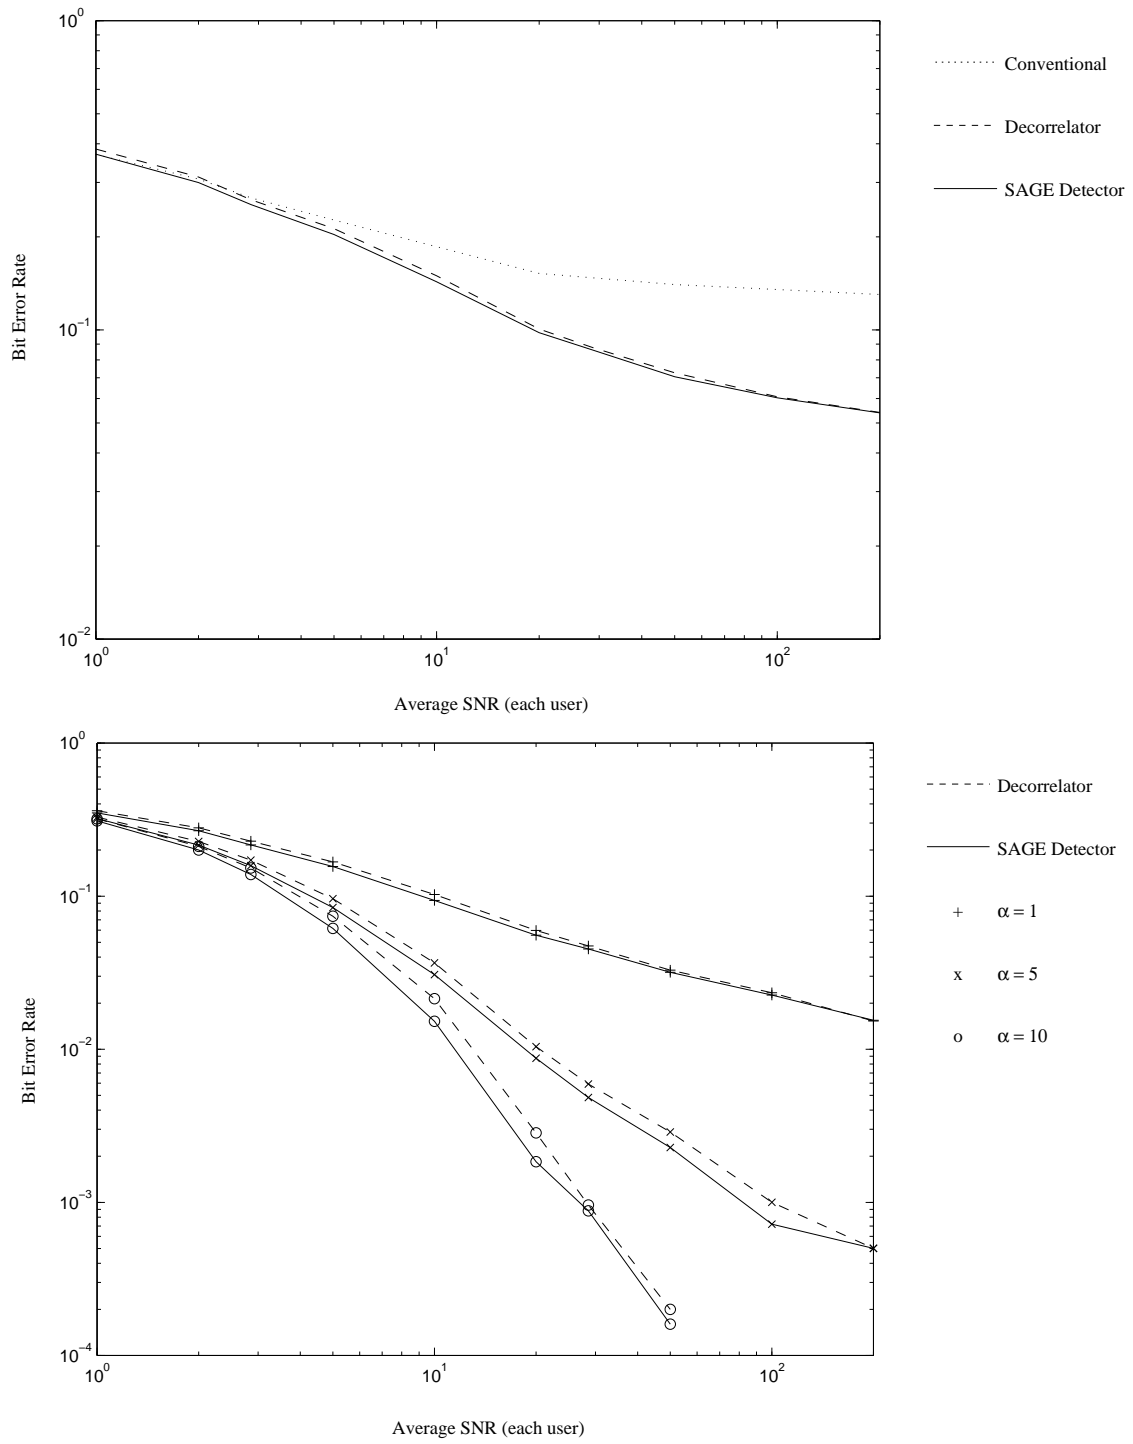 10^0
Conventional
Decorrelator
SAGE Detector
Bit Error Rate
10^−1
10^−2
10^0 10^1 10^2
Average SNR (each user)
10^0
Decorrelator
SAGE Detector
10^−1
+ α = 1
x α = 5
Bit Error Rate
10^−2
o α = 10
10^−3
10^−4
10^0 10^1 10^2
Average SNR (each user)